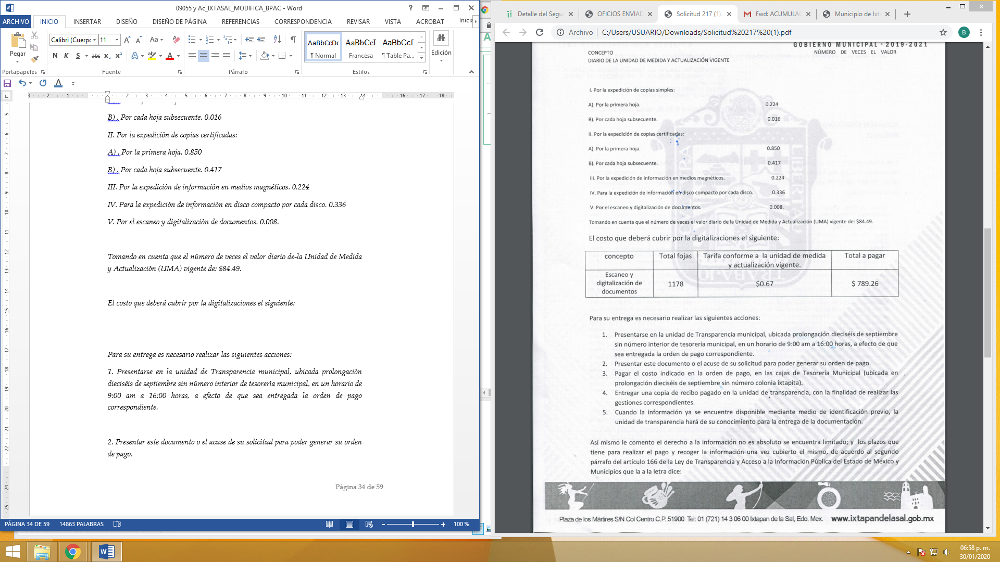 09055 y Ac_IXTASAL_MODIFICA_BPAC - Word
ARCHIVO INICIO INSERTAR DISEÑO DISEÑO DE PÁGINA REFERENCIAS CORRESPONDENCIA REVISAR VISTA ACROBAT Inicia
Pegar
Calibri (Cuerpo 11
N K S abc x₂ x²
AaBbCcDc AaBbCcI AaBbCcI
¶ Normal Francesa ¶ Table Pa...
Edición
Portapapeles Fuente Párrafo Estilos
3 2 1 2 3 4 5 6 7 8 9 10 11 12 13 14 16 17 18
B) . Por cada hoja subsecuente. 0.016
II. Por la expedición de copias certificadas:
A) . Por la primera hoja. 0.850
B) . Por cada hoja subsecuente. 0.417
III. Por la expedición de información en medios magnéticos. 0.224
IV. Para la expedición de información en disco compacto por cada disco. 0.336
V. Por el escaneo y digitalización de documentos. 0.008.
Tomando en cuenta que el número de veces el valor diario de-la Unidad de Medida
y Actualización (UMA) vigente de: $84.49.
El costo que deberá cubrir por la digitalizaciones el siguiente:
Para su entrega es necesario realizar las siguientes acciones:
1. Presentarse en la unidad de Transparencia municipal, ubicada prolongación
dieciséis de septiembre sin número interior de tesorería municipal, en un horario de
9:00 am a 16:00 horas, a efecto de que sea entregada la orden de pago
correspondiente.
2. Presentar este documento o el acuse de su solicitud para poder generar su orden
de pago.
Página 34 de 59
PÁGINA 34 DE 59 14863 PALABRAS 100 %
Detalle del Segu OFICIOS ENVIAD Solicitud 217 (1). Fwd: ACUMULAC Municipio de Ixt
Archivo C:/Users/USUARIO/Downloads/Solicitud%20217%20(1).pdf B
GOBIERNO MUNICIPAL · 2019-2021
CONCEPTO NÚMERO DE VECES EL VALOR
DIARIO DE LA UNIDAD DE MEDIDA Y ACTUALIZACIÓN VIGENTE
I. Por la expedición de copias simples:
A). Por la primera hoja. 0.224
B). Por cada hoja subsecuente. 0.016
II. Por la expedición de copias certificadas:
A). Por la primera hoja. 0.850
B). Por cada hoja subsecuente. 0.417
III. Por la expedición de información en medios magnéticos. 0.224
IV. Para la expedición de información en disco compacto por cada disco. 0.336
V. Por el escaneo y digitalización de documentos. 0.008.
LIBERTAD
TRABAJO
Tomando en cuenta que el número de veces el valor diario de la Unidad de Medida y Actualización (UMA) vigente de: $84.49.
El costo que deberá cubrir por la digitalizaciones el siguiente:
concepto Total fojas Tarifa conforme a la unidad de medida y actualización vigente. Total a pagar
Escaneo y digitalización de documentos 1178 $0.67 $ 789.26
Para su entrega es necesario realizar las siguientes acciones:
1. Presentarse en la unidad de Transparencia municipal, ubicada prolongación dieciséis de septiembre
sin número interior de tesorería municipal, en un horario de 9:00 am a 16:00 horas, a efecto de que
sea entregada la orden de pago correspondiente.
2. Presentar este documento o el acuse de su solicitud para poder generar su orden de pago.
3. Pagar el costo indicado en la orden de pago, en las cajas de Tesorería Municipal (ubicada en
prolongación dieciséis de septiembre sin número colonia ixtapita).
4. Entregar una copia de recibo pagado en la unidad de transparencia, con la finalidad de realizar las
gestiones correspondientes.
5. Cuando la información ya se encuentre disponible mediante medio de identificación previo, la
unidad de transparencia hará de su conocimiento para la entrega de la documentación.
Así mismo le comento el derecho a la información no es absoluto se encuentra limitado; y los plazos que
tiene para realizar el pago y recoger la información una vez cubierto el mismo, de acuerdo al segundo
párrafo del artículo 166 de la Ley de Transparencia y Acceso a la Información Pública del Estado de México y
Municipios que la a la letra dice:
Plaza de los Mártires S/N Col Centro C.P. 51900 Tel: 01 (721) 14 3 06 00 Ixtapan de la Sal, Edo. Mex. www.ixtapandelasal.gob.mx
06:58 p. m.
30/01/2020